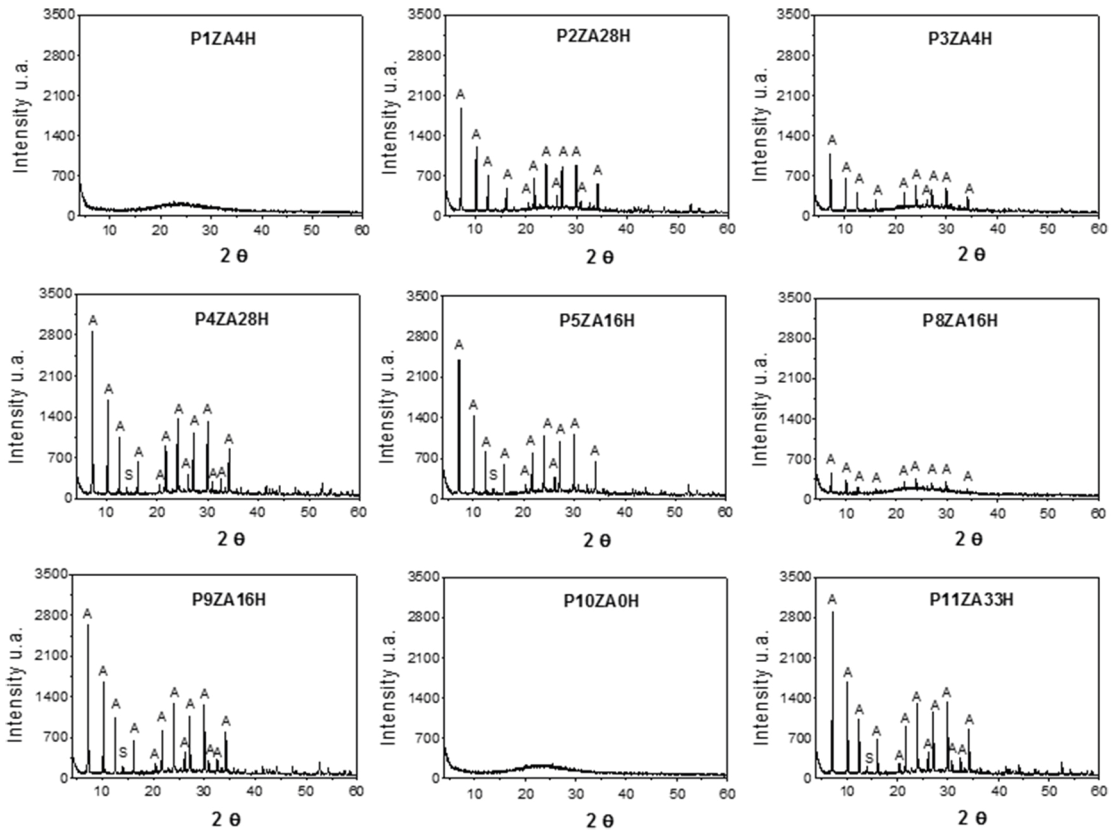 P1ZA4H
Intensity u.a.
3500
2800
2100
1400
700
0
10 20 30 40 50 60
2 θ
P2ZA28H
Intensity u.a.
3500
2800
2100
1400
700
0
A A A A A A A A A A A A
10 20 30 40 50 60
2 θ
P3ZA4H
Intensity u.a.
3500
2800
2100
1400
700
0
A A A A A A A A A
10 20 30 40 50 60
2 θ
P4ZA28H
Intensity u.a.
3500
2800
2100
1400
700
0
A A A S A A A A A A A A A A
10 20 30 40 50 60
2 θ
P5ZA16H
Intensity u.a.
3500
2800
2100
1400
700
0
A A A S A A A A A A A A
10 20 30 40 50 60
2 θ
P8ZA16H
Intensity u.a.
3500
2800
2100
1400
700
0
A A A A A A A A A
10 20 30 40 50 60
2 θ
P9ZA16H
Intensity u.a.
3500
2800
2100
1400
700
0
A A A S A A A A A A A A A A
10 20 30 40 50 60
2 θ
P10ZA0H
Intensity u.a.
3500
2800
2100
1400
700
0
10 20 30 40 50 60
2 θ
P11ZA33H
Intensity u.a.
3500
2800
2100
1400
700
0
A A A S A A A A A A A A A A
10 20 30 40 50 60
2 θ